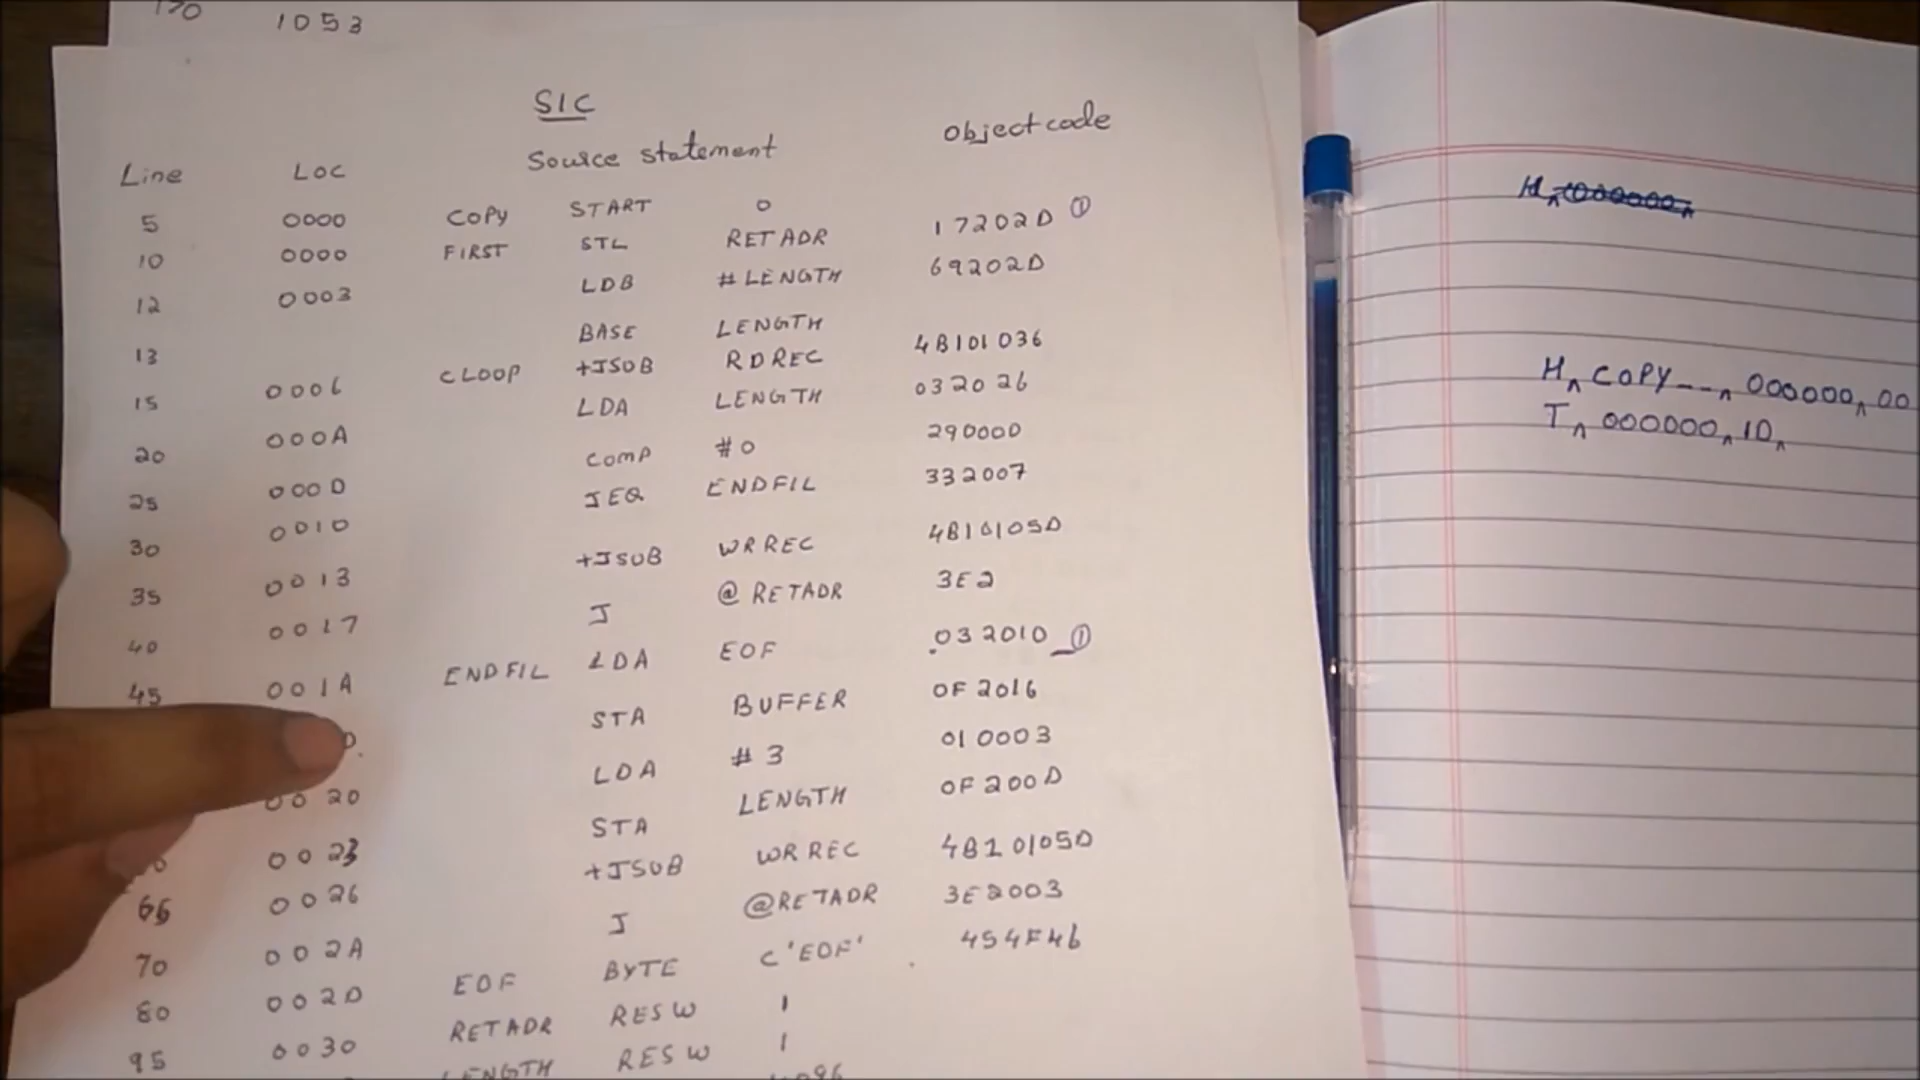 170 1053
SIC
Line Loc Source statement Object code
5 0000 COPY START 0
10 0000 FIRST STL RETADR 17202D ①
12 0003 LDB #LENGTH 69202D
13 BASE LENGTH
15 0006 CLOOP +JSUB RDREC 4B101036
20 000A LDA LENGTH 032026
25 000D COMP #0 290000
30 0010 JEQ ENDFIL 332007
35 0013 +JSUB WRREC 4B10105D
40 0017 J @RETADR 3E2
45 001A ENDFIL LDA EOF 032010 ①
D STA BUFFER 0F2016
0020 LDA #3 010003
0 0023 STA LENGTH 0F200D
65 0026 +JSUB WRREC 4B10105D
70 002A J @RETADR 3E2003
80 002D EOF BYTE C'EOF' 454F46
95 0030 RETADR RESW 1
LENGTH RESW 1
H^COPY--^000000^00
T^000000^1D^